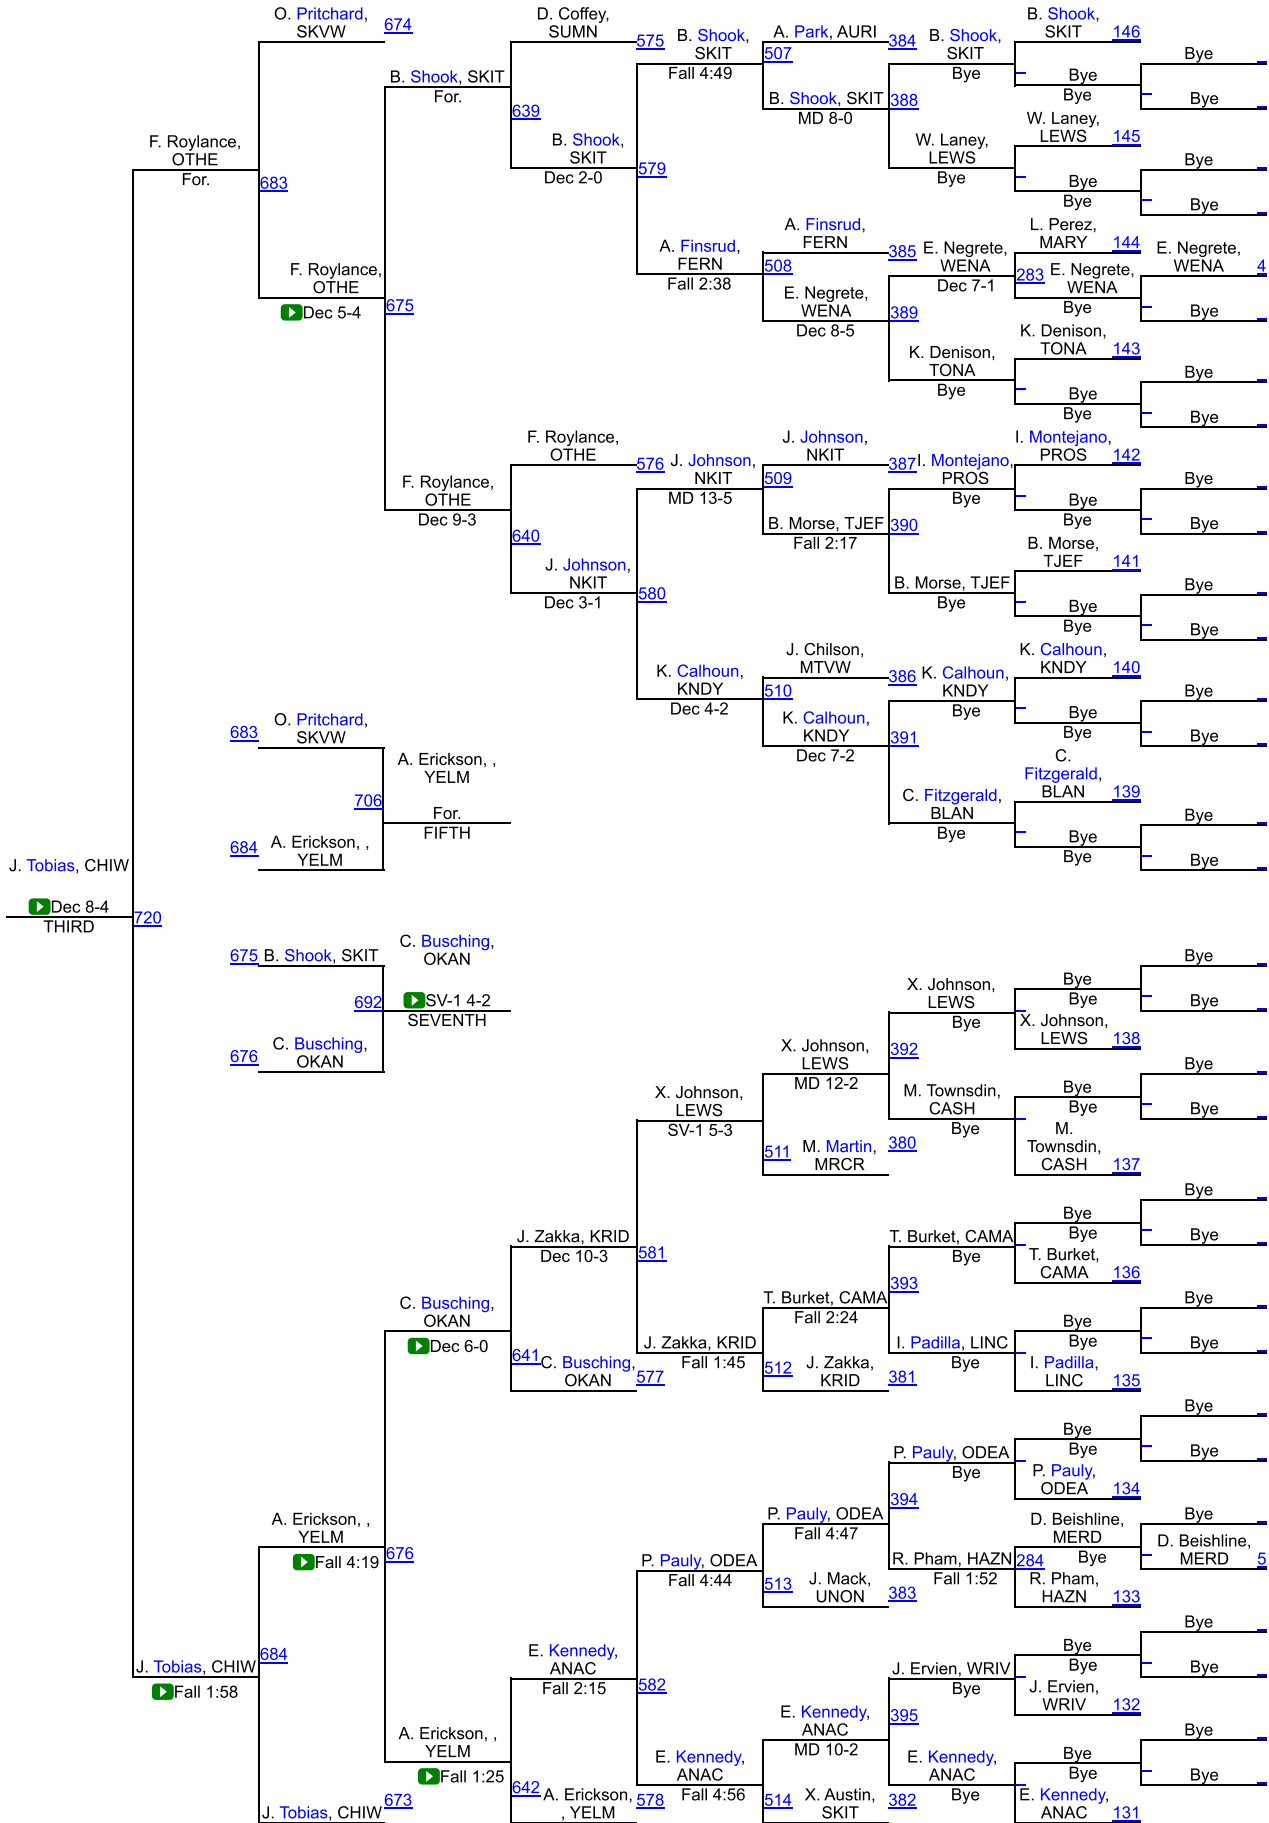 O. Pritchard,
SKVW
674
D. Coffey,
SUMN
575
B. Shook,
SKIT
Fall 4:49
A. Park, AURI
384
507
B. Shook,
SKIT
Bye
B. Shook,
SKIT
146
Bye
Bye
Bye
Bye
B. Shook, SKIT
For.
639
B. Shook, SKIT
MD 8-0
388
W. Laney,
LEWS
145
B. Shook,
SKIT
Dec 2-0
579
W. Laney,
LEWS
Bye
Bye
Bye
Bye
Bye
F. Roylance,
OTHE
For.
683
A. Finsrud,
FERN
385
L. Perez,
MARY
144
A. Finsrud,
FERN
Fall 2:38
508
E. Negrete,
WENA
Dec 7-1
283
E. Negrete,
WENA
Bye
E. Negrete,
WENA
4
Bye
F. Roylance,
OTHE
Dec 5-4
675
E. Negrete,
WENA
Dec 8-5
389
K. Denison,
TONA
143
K. Denison,
TONA
Bye
Bye
Bye
Bye
Bye
F. Roylance,
OTHE
576
J. Johnson,
NKIT
MD 13-5
J. Johnson,
NKIT
387
509
I. Montejano,
PROS
Bye
I. Montejano,
PROS
142
Bye
Bye
Bye
Bye
F. Roylance,
OTHE
Dec 9-3
640
B. Morse, TJEF
Fall 2:17
390
B. Morse,
TJEF
141
J. Johnson,
NKIT
Dec 3-1
580
B. Morse, TJEF
Bye
Bye
Bye
Bye
Bye
K. Calhoun,
KNDY
Dec 4-2
J. Chilson,
MTVW
386
510
K. Calhoun,
KNDY
Bye
K. Calhoun,
KNDY
140
Bye
Bye
Bye
Bye
683
O. Pritchard,
SKVW
K. Calhoun,
KNDY
Dec 7-2
391
A. Erickson, ,
YELM
706
For.
FIFTH
C.
Fitzgerald,
BLAN
139
C. Fitzgerald,
BLAN
Bye
Bye
Bye
Bye
Bye
684
A. Erickson, ,
YELM
J. Tobias, CHIW
Dec 8-4
THIRD
720
675
B. Shook, SKIT
C. Busching,
OKAN
692
SV-1 4-2
SEVENTH
676
C. Busching,
OKAN
X. Johnson,
LEWS
Bye
Bye
Bye
Bye
Bye
X. Johnson,
LEWS
138
X. Johnson,
LEWS
MD 12-2
392
X. Johnson,
LEWS
SV-1 5-3
M. Townsdin,
CASH
Bye
Bye
Bye
Bye
Bye
511
M. Martin,
MRCR
380
M.
Townsdin,
CASH
137
J. Zakka, KRID
Dec 10-3
581
T. Burket, CAMA
Bye
Bye
Bye
Bye
Bye
T. Burket,
CAMA
136
C. Busching,
OKAN
Dec 6-0
T. Burket, CAMA
Fall 2:24
393
641
C. Busching,
OKAN
577
J. Zakka, KRID
Fall 1:45
512
J. Zakka,
KRID
381
I. Padilla, LINC
Bye
Bye
Bye
Bye
Bye
I. Padilla,
LINC
135
P. Pauly, ODEA
Bye
Bye
Bye
Bye
Bye
P. Pauly,
ODEA
134
A. Erickson, ,
YELM
Fall 4:19
676
P. Pauly, ODEA
Fall 4:47
394
P. Pauly, ODEA
Fall 4:44
513
J. Mack,
UNON
383
R. Pham, HAZN
Fall 1:52
284
D. Beishline,
MERD
Bye
Bye
D. Beishline,
MERD
5
R. Pham,
HAZN
133
J. Tobias, CHIW
Fall 1:58
684
E. Kennedy,
ANAC
Fall 2:15
582
J. Ervien, WRIV
Bye
Bye
Bye
Bye
Bye
J. Ervien,
WRIV
132
A. Erickson, ,
YELM
Fall 1:25
E. Kennedy,
ANAC
MD 10-2
395
E. Kennedy,
ANAC
Fall 4:56
E. Kennedy,
ANAC
Bye
Bye
Bye
Bye
Bye
J. Tobias, CHIW
673
642
A. Erickson,
, YELM
578
514
X. Austin,
SKIT
382
E. Kennedy,
ANAC
131